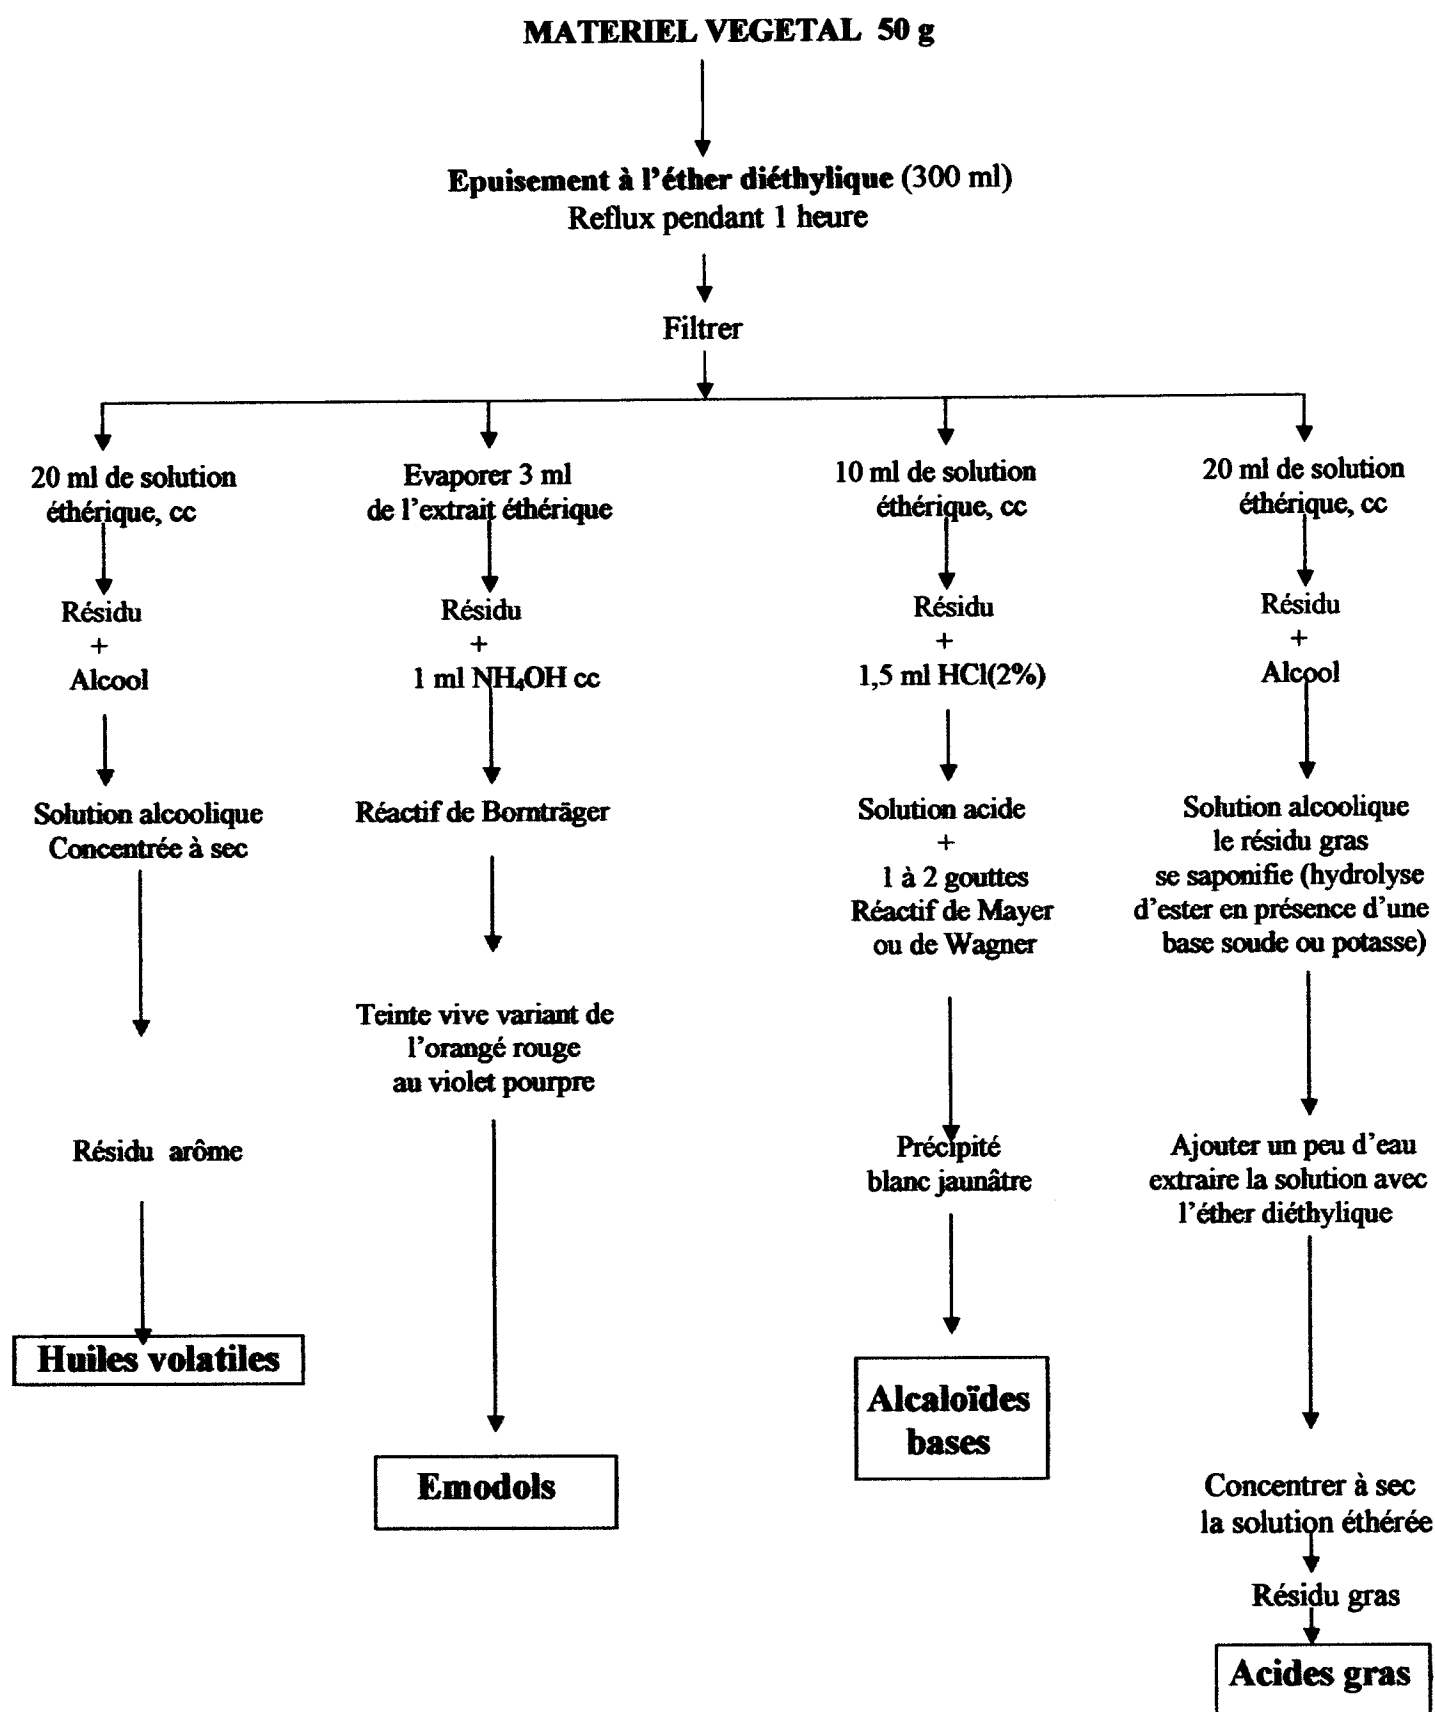 MATERIEL VEGETAL 50 g
Epuisement à l'éther diéthylique (300 ml)
Reflux pendant 1 heure
Filtrer
20 ml de solution
éthérique, cc
Résidu
+
Alcool
Solution alcoolique
Concentrée à sec
Résidu arôme
Huiles volatiles
Evaporer 3 ml
de l'extrait éthérique
Résidu
+
1 ml NH₄OH cc
Réactif de Bornträger
Teinte vive variant de
l'orangé rouge
au violet pourpre
Emodols
10 ml de solution
éthérique, cc
Résidu
+
1,5 ml HCl(2%)
Solution acide
+
1 à 2 gouttes
Réactif de Mayer
ou de Wagner
Précipité
blanc jaunâtre
Alcaloïdes
bases
20 ml de solution
éthérique, cc
Résidu
+
Alcool
Solution alcoolique
le résidu gras
se saponifie (hydrolyse
d'ester en présence d'une
base soude ou potasse)
Ajouter un peu d'eau
extraire la solution avec
l'éther diéthylique
Concentrer à sec
la solution éthérée
Résidu gras
Acides gras